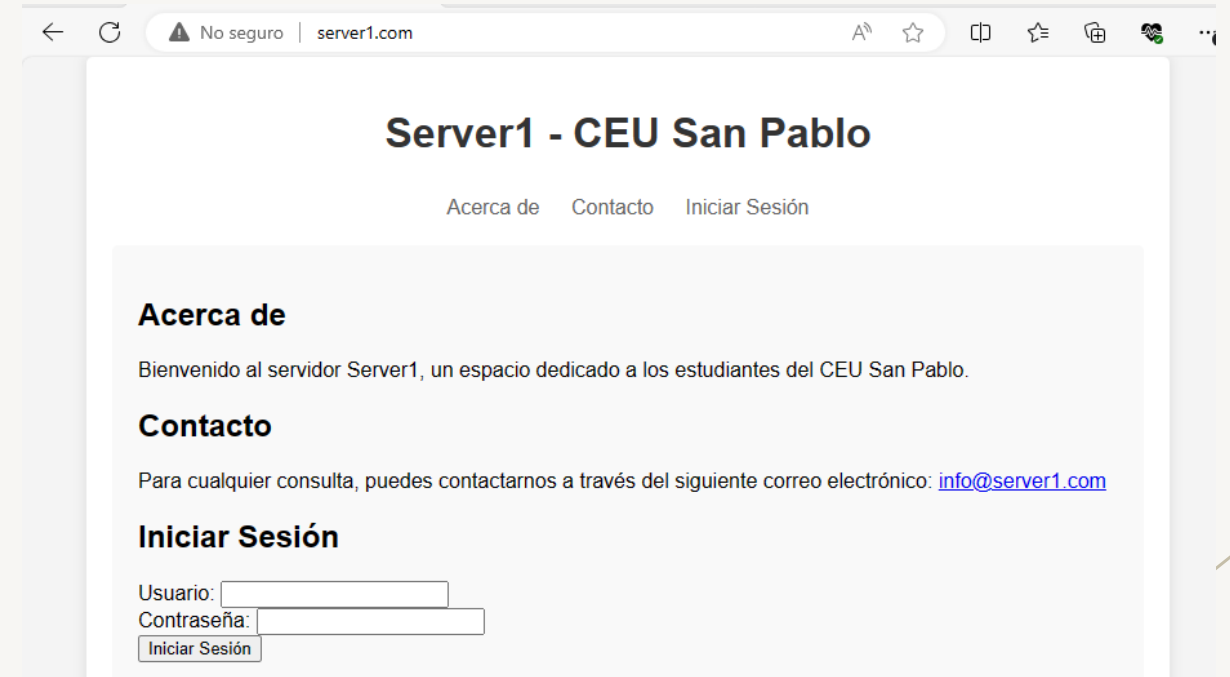 No seguro | server1.com
Server1 - CEU San Pablo
Acerca de Contacto Iniciar Sesión
Acerca de
Bienvenido al servidor Server1, un espacio dedicado a los estudiantes del CEU San Pablo.
Contacto
Para cualquier consulta, puedes contactarnos a través del siguiente correo electrónico: info@server1.com
Iniciar Sesión
Usuario:
Contraseña:
Iniciar Sesión